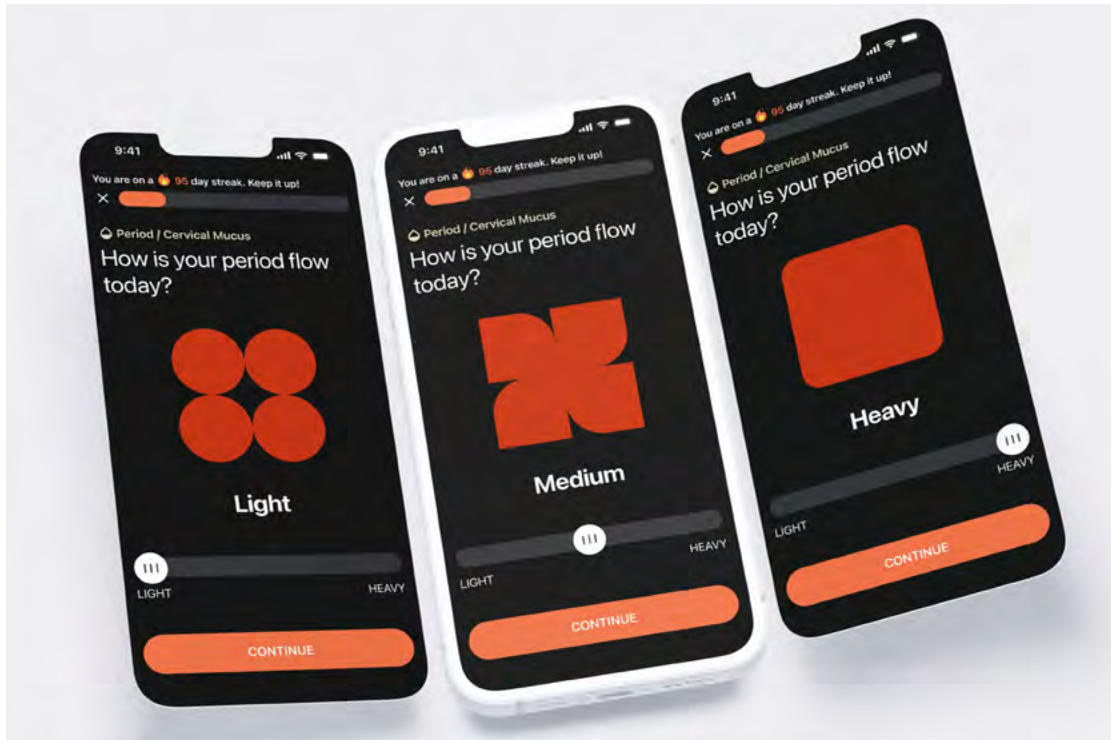 9:41
You are on a 🔥 95 day streak. Keep it up!
Period / Cervical Mucus
How is your period flow
today?
Light
LIGHT
HEAVY
CONTINUE
9:41
You are on a 🔥 95 day streak. Keep it up!
Period / Cervical Mucus
How is your period flow
today?
Medium
LIGHT
HEAVY
CONTINUE
9:41
You are on a 🔥 95 day streak. Keep it up!
Period / Cervical Mucus
How is your period flow
today?
Heavy
LIGHT
HEAVY
CONTINUE